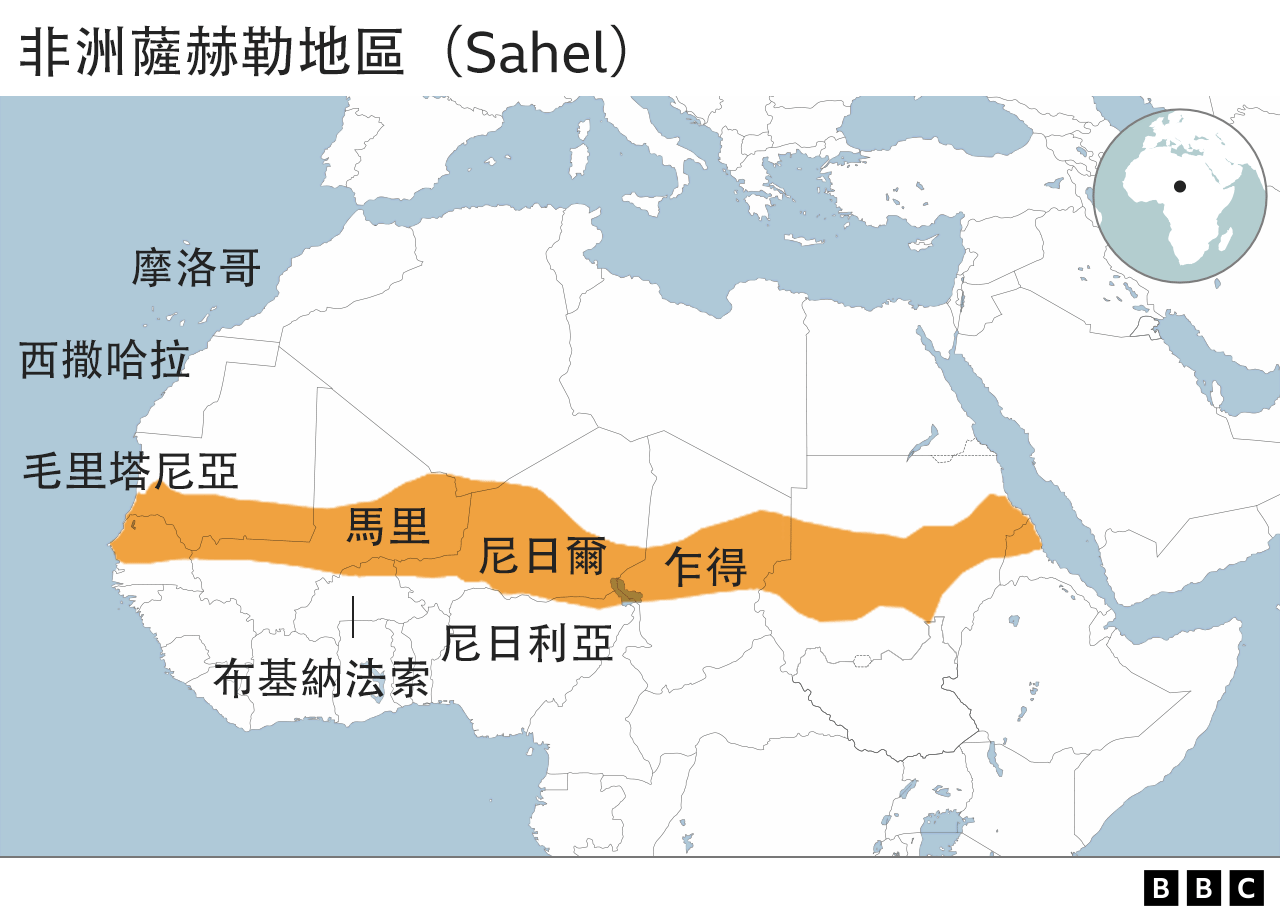 非洲薩赫勒地區（Sahel）
摩洛哥
西撒哈拉
毛里塔尼亞
馬里
尼日爾
乍得
尼日利亞
布基納法索
BBC